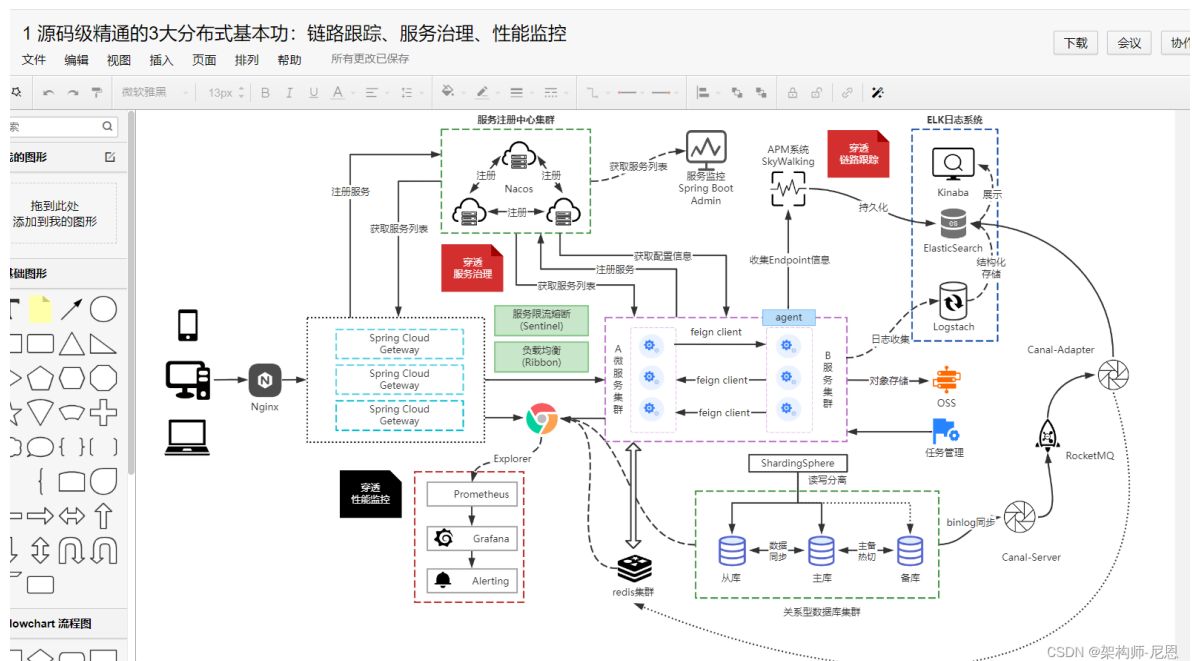 1 源码级精通的3大分布式基本功：链路跟踪、服务治理、性能监控
文件 编辑 视图 插入 页面 排列 帮助 所有更改已保存
下载 会议 协作
微软雅黑 13px B I U A
索
的图形
拖到此处
添加到我的图形
基础图形
Flowchart 流程图
服务注册中心集群
Nacos
注册
注册
注册
注册服务
获取服务列表
获取服务列表
服务监控
Spring Boot
Admin
APM系统
SkyWalking
穿透
链路跟踪
ELK日志系统
Kinaba
展示
持久化
ElasticSearch
结构化
存储
Logstach
日志收集
穿透
服务治理
获取配置信息
注册服务
获取服务列表
收集Endpoint信息
服务限流熔断
(Sentinel)
负载均衡
(Ribbon)
Spring Cloud
Geteway
Spring Cloud
Geteway
Spring Cloud
Geteway
Nginx
A微服务集群
feign client
feign client
feign client
agent
B服务集群
对象存储
OSS
任务管理
Canal-Adapter
RocketMQ
Canal-Server
binlog同步
Explorer
穿透
性能监控
Prometheus
Grafana
Alerting
redis集群
ShardingSphere
读写分高
从库
数据
同步
主库
主备
热切
备库
关系型数据库集群
CSDN @架构师-尼恩